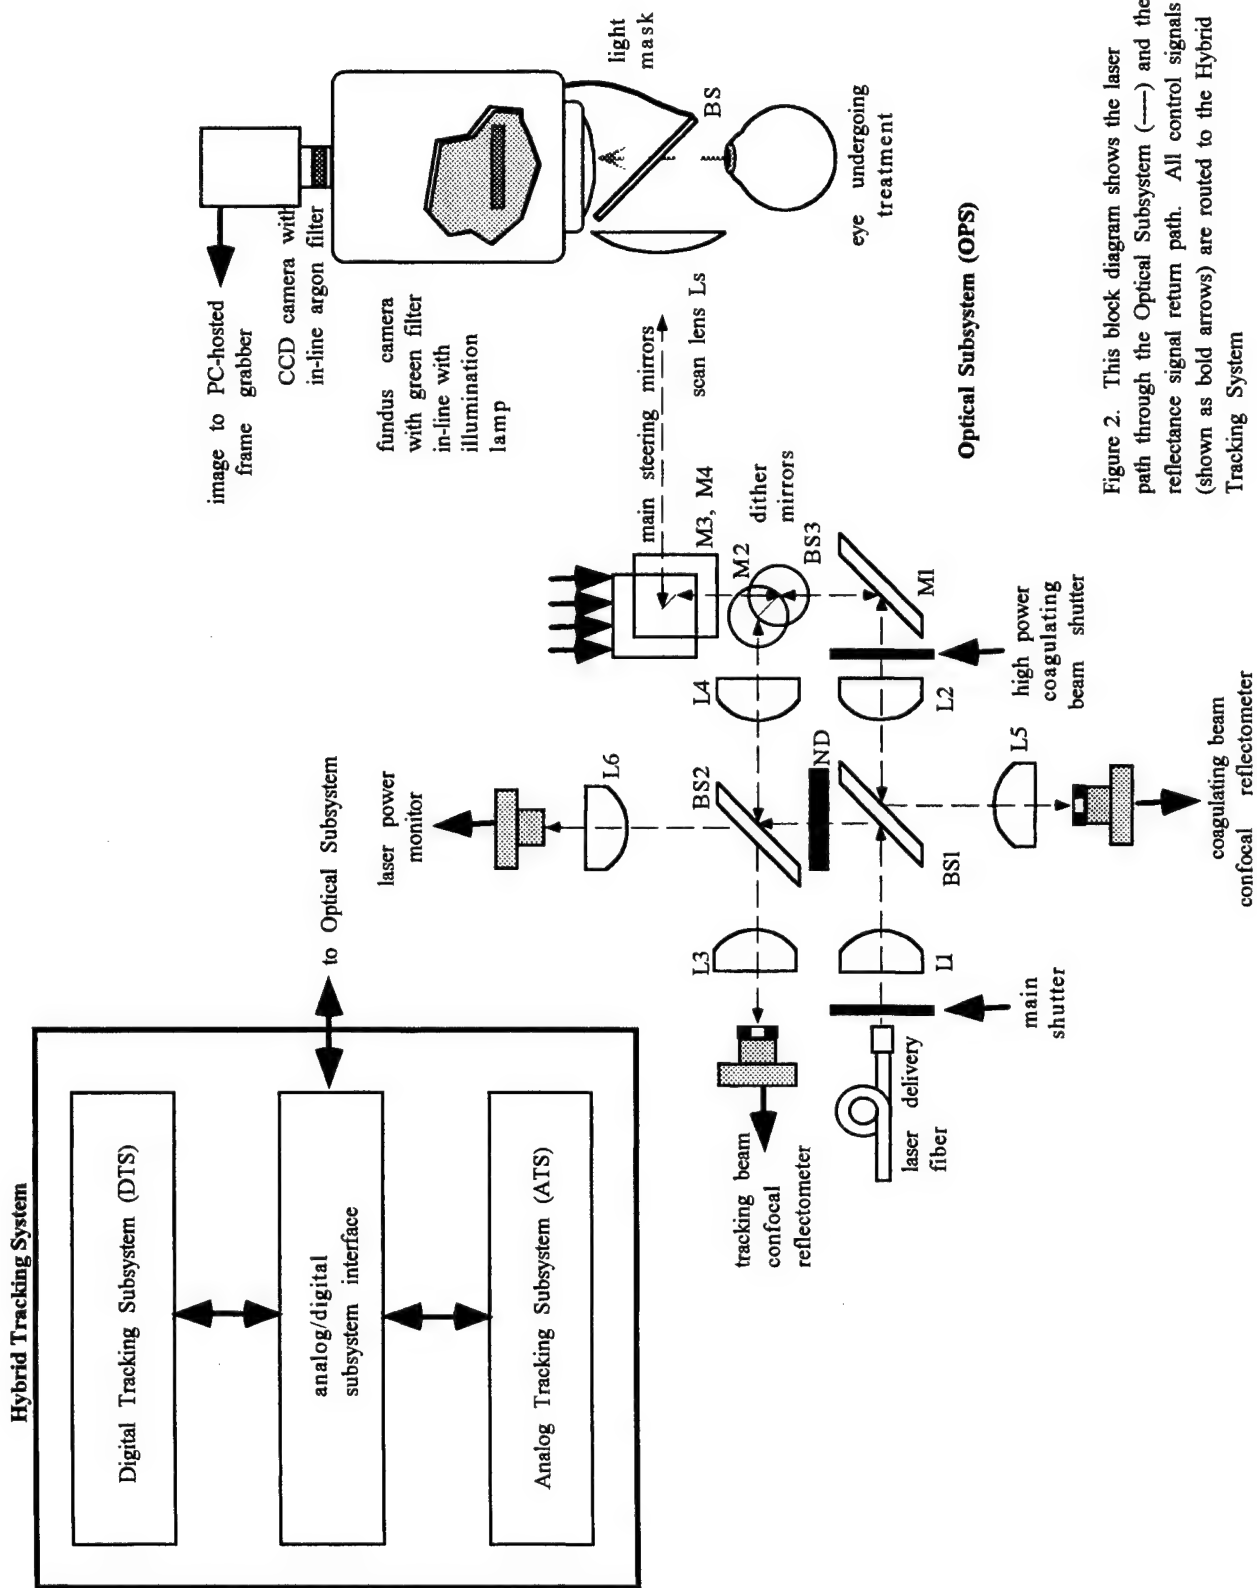 Hybrid Tracking System
Digital Tracking Subsystem (DTS)
analog/digital
subsystem interface
Analog Tracking Subsystem (ATS)
to Optical Subsystem
laser power
monitor
L6
BS2
L4
L3
ND
M2
dither
mirrors
BS3
M1
M3, M4
main steering mirrors
scan lens Ls
image to PC-hosted
frame grabber
CCD camera with
in-line argon filter
fundus camera
with green filter
in-line with
illumination
lamp
light
mask
BS
eye undergoing
treatment
tracking beam
confocal
reflectometer
laser delivery
fiber
main
shutter
L1
BS1
L2
L5
high power
coagulating
beam shutter
coagulating beam
confocal reflectometer
Optical Subsystem (OPS)
Figure 2. This block diagram shows the laser
path through the Optical Subsystem (----) and the
reflectance signal return path. All control signals
(shown as bold arrows) are routed to the Hybrid
Tracking System